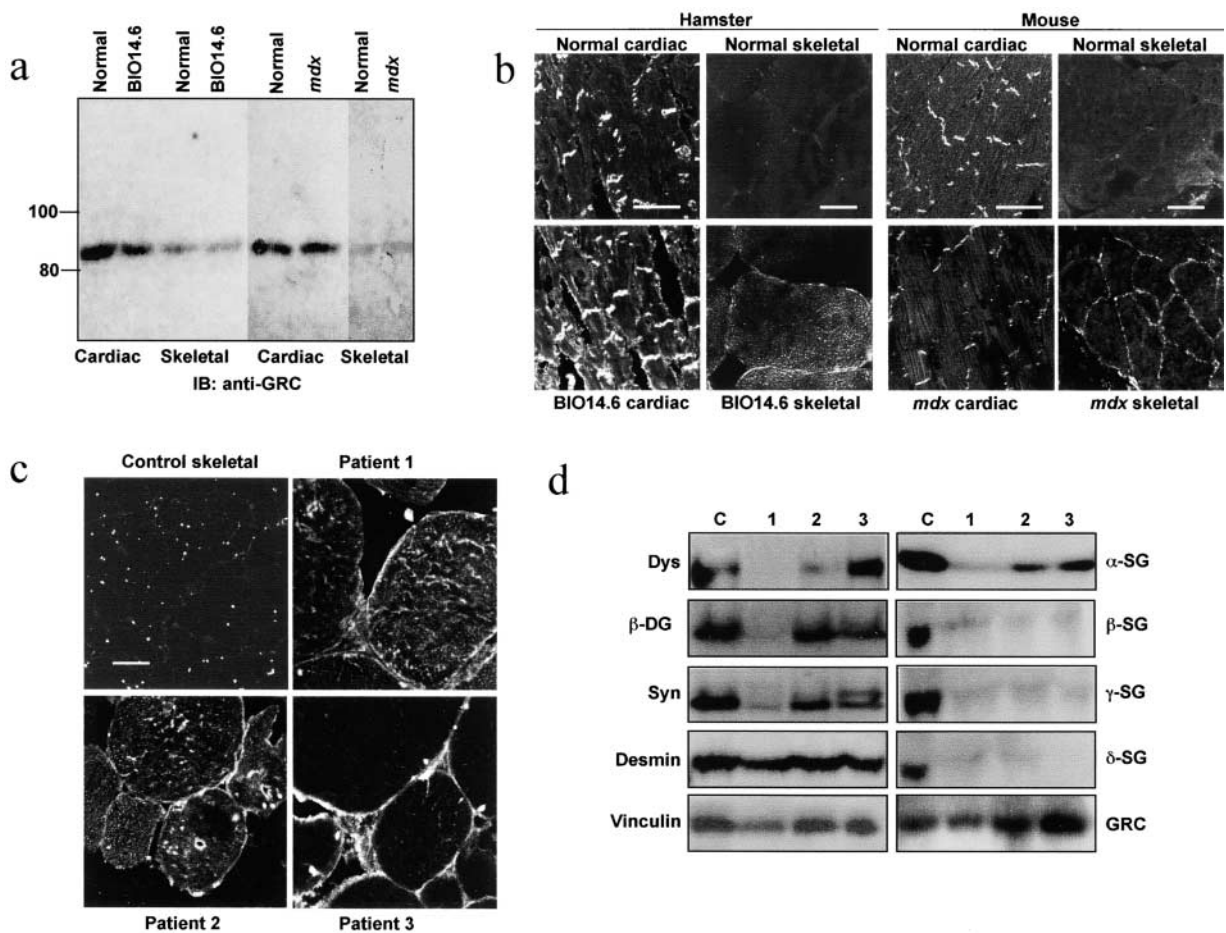 a
Normal
BIO14.6
Normal
BIO14.6
Normal
mdx
Normal
mdx
100
80
Cardiac Skeletal Cardiac Skeletal
IB: anti-GRC
b
Hamster Mouse
Normal cardiac Normal skeletal Normal cardiac Normal skeletal
BIO14.6 cardiac BIO14.6 skeletal mdx cardiac mdx skeletal
c
Control skeletal Patient 1
Patient 2 Patient 3
d
C 1 2 3 C 1 2 3
Dys α-SG
β-DG β-SG
Syn γ-SG
Desmin δ-SG
Vinculin GRC